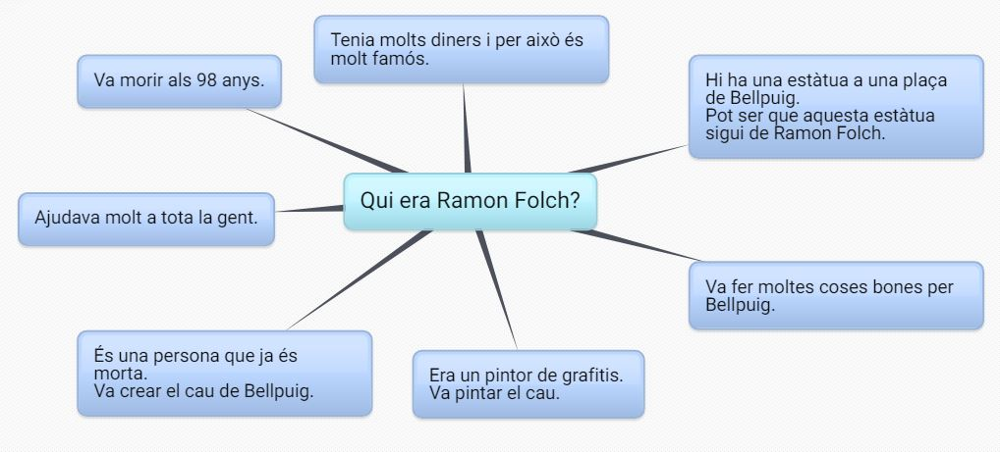 Tenia molts diners i per això és
molt famós.
Va morir als 98 anys.
Hi ha una estàtua a una plaça
de Bellpuig.
Pot ser que aquesta estàtua
sigui de Ramon Folch.
Qui era Ramon Folch?
Ajudava molt a tota la gent.
Va fer moltes coses bones per
Bellpuig.
És una persona que ja és
morta.
Va crear el cau de Bellpuig.
Era un pintor de grafitis.
Va pintar el cau.